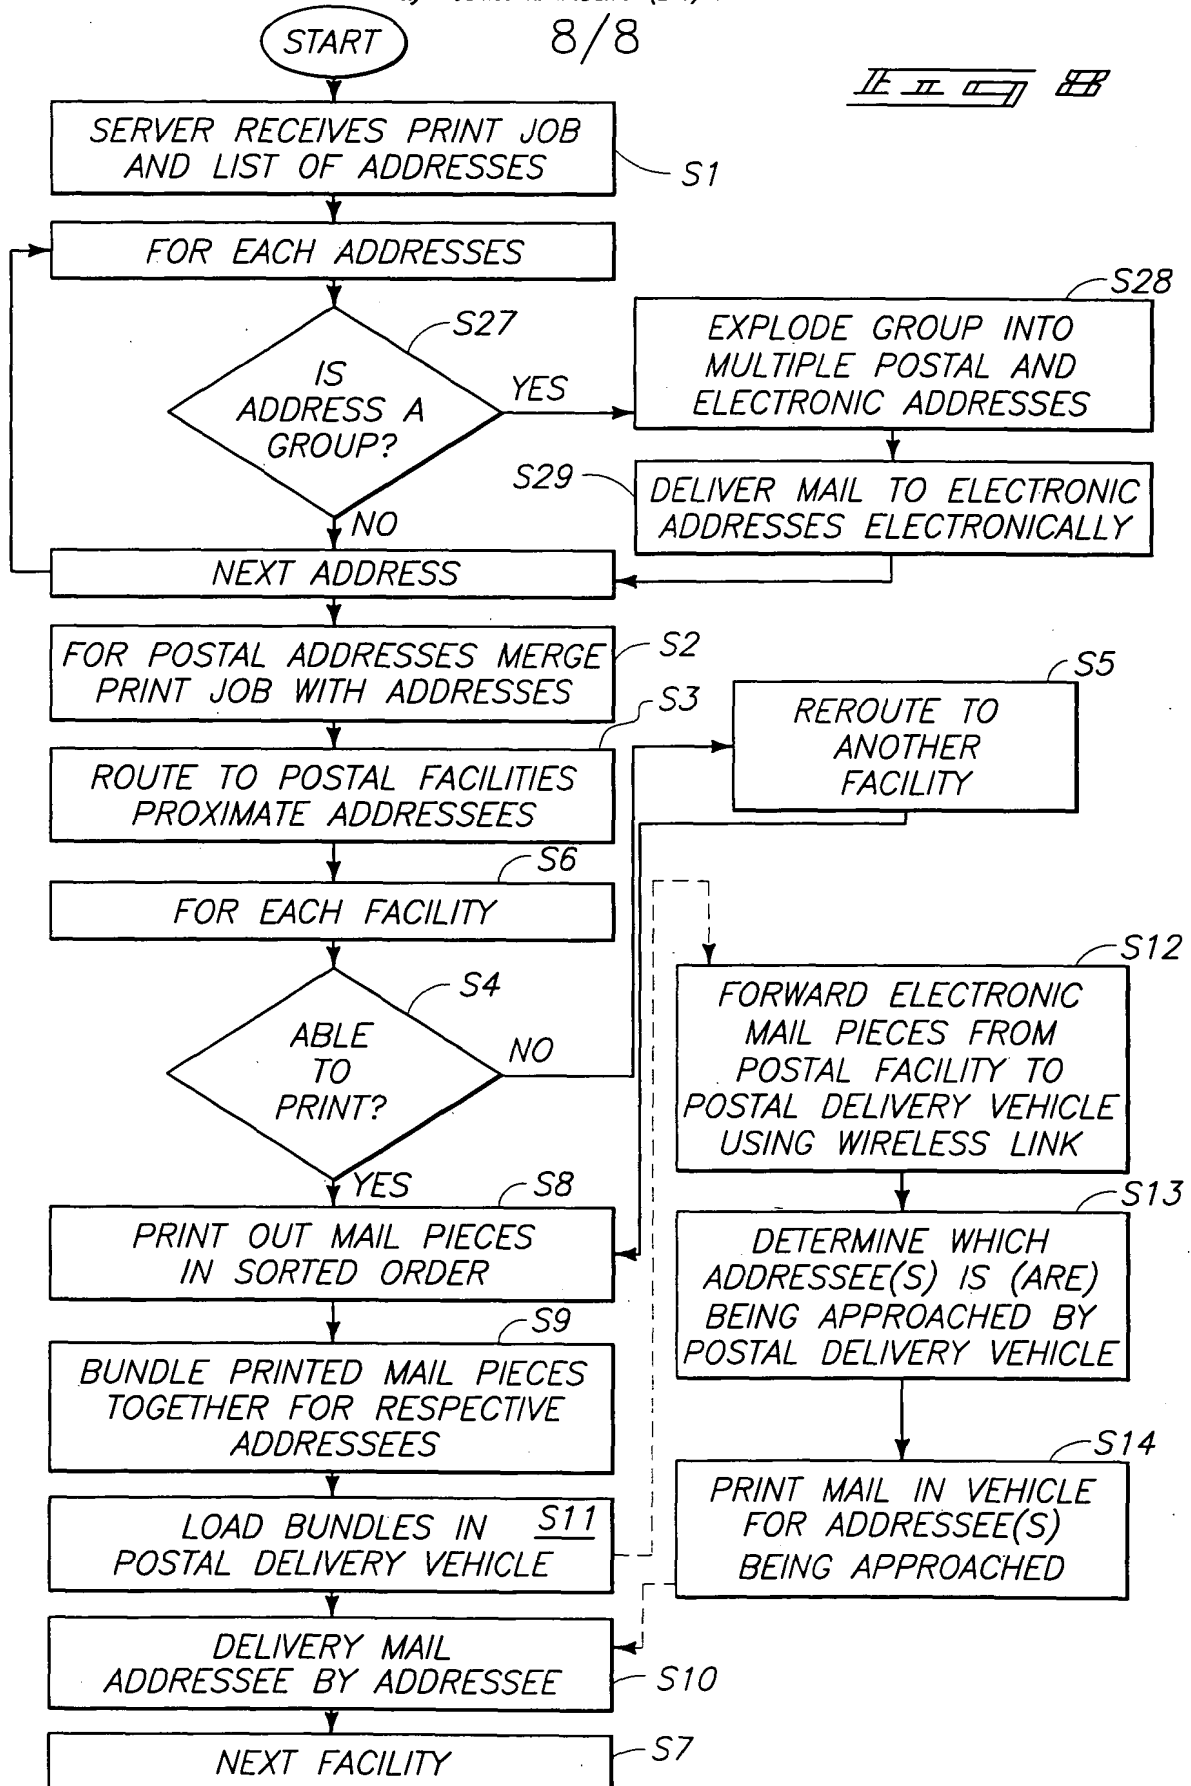 8/8
Fig 8
START
SERVER RECEIVES PRINT JOB
AND LIST OF ADDRESSES
S1
FOR EACH ADDRESSES
S27
IS
ADDRESS A
GROUP?
YES
NO
S28
EXPLODE GROUP INTO
MULTIPLE POSTAL AND
ELECTRONIC ADDRESSES
S29
DELIVER MAIL TO ELECTRONIC
ADDRESSES ELECTRONICALLY
NEXT ADDRESS
S2
FOR POSTAL ADDRESSES MERGE
PRINT JOB WITH ADDRESSES
S3
ROUTE TO POSTAL FACILITIES
PROXIMATE ADDRESSEES
S5
REROUTE TO
ANOTHER
FACILITY
S6
FOR EACH FACILITY
S4
ABLE
TO
PRINT?
NO
YES
S8
PRINT OUT MAIL PIECES
IN SORTED ORDER
S9
BUNDLE PRINTED MAIL PIECES
TOGETHER FOR RESPECTIVE
ADDRESSEES
LOAD BUNDLES IN S11
POSTAL DELIVERY VEHICLE
S12
FORWARD ELECTRONIC
MAIL PIECES FROM
POSTAL FACILITY TO
POSTAL DELIVERY VEHICLE
USING WIRELESS LINK
S13
DETERMINE WHICH
ADDRESSEE(S) IS (ARE)
BEING APPROACHED BY
POSTAL DELIVERY VEHICLE
S14
PRINT MAIL IN VEHICLE
FOR ADDRESSEE(S)
BEING APPROACHED
DELIVERY MAIL
ADDRESSEE BY ADDRESSEE
S10
NEXT FACILITY
S7